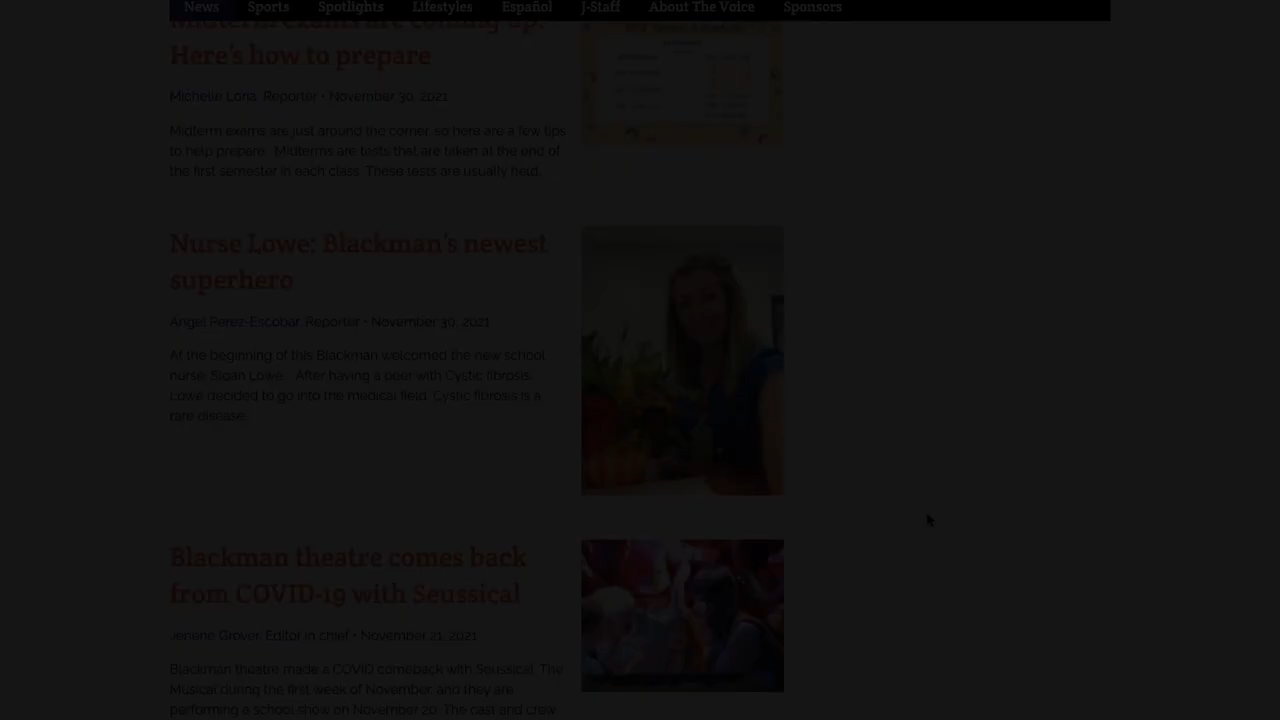 News Sports Spotlights Lifestyles Español J-Staff About The Voice Sponsors
Midterm exams are coming up:
Here's how to prepare
Michelle Loria, Reporter • November 30, 2021
Midterm exams are just around the corner, so here are a few tips
to help prepare. Midterms are tests that are taken at the end of
the first semester in each class. These tests are usually held...
Nurse Lowe: Blackman's newest
superhero
Angel Perez-Escobar, Reporter • November 30, 2021
At the beginning of this Blackman welcomed the new school
nurse, Sigan Lowe. After having a peer with Cystic fibrosis,
Lowe decided to go into the medical field. Cystic fibrosis is a
rare disease...
Blackman theatre comes back
from COVID-19 with Seussical
Grover, Editor in chief • November 21, 2021
Blackman theatre made a COVID comeback with Seussical, The
Musical during the first week of November, and they are
performing a school show on November 20. The cast and crew